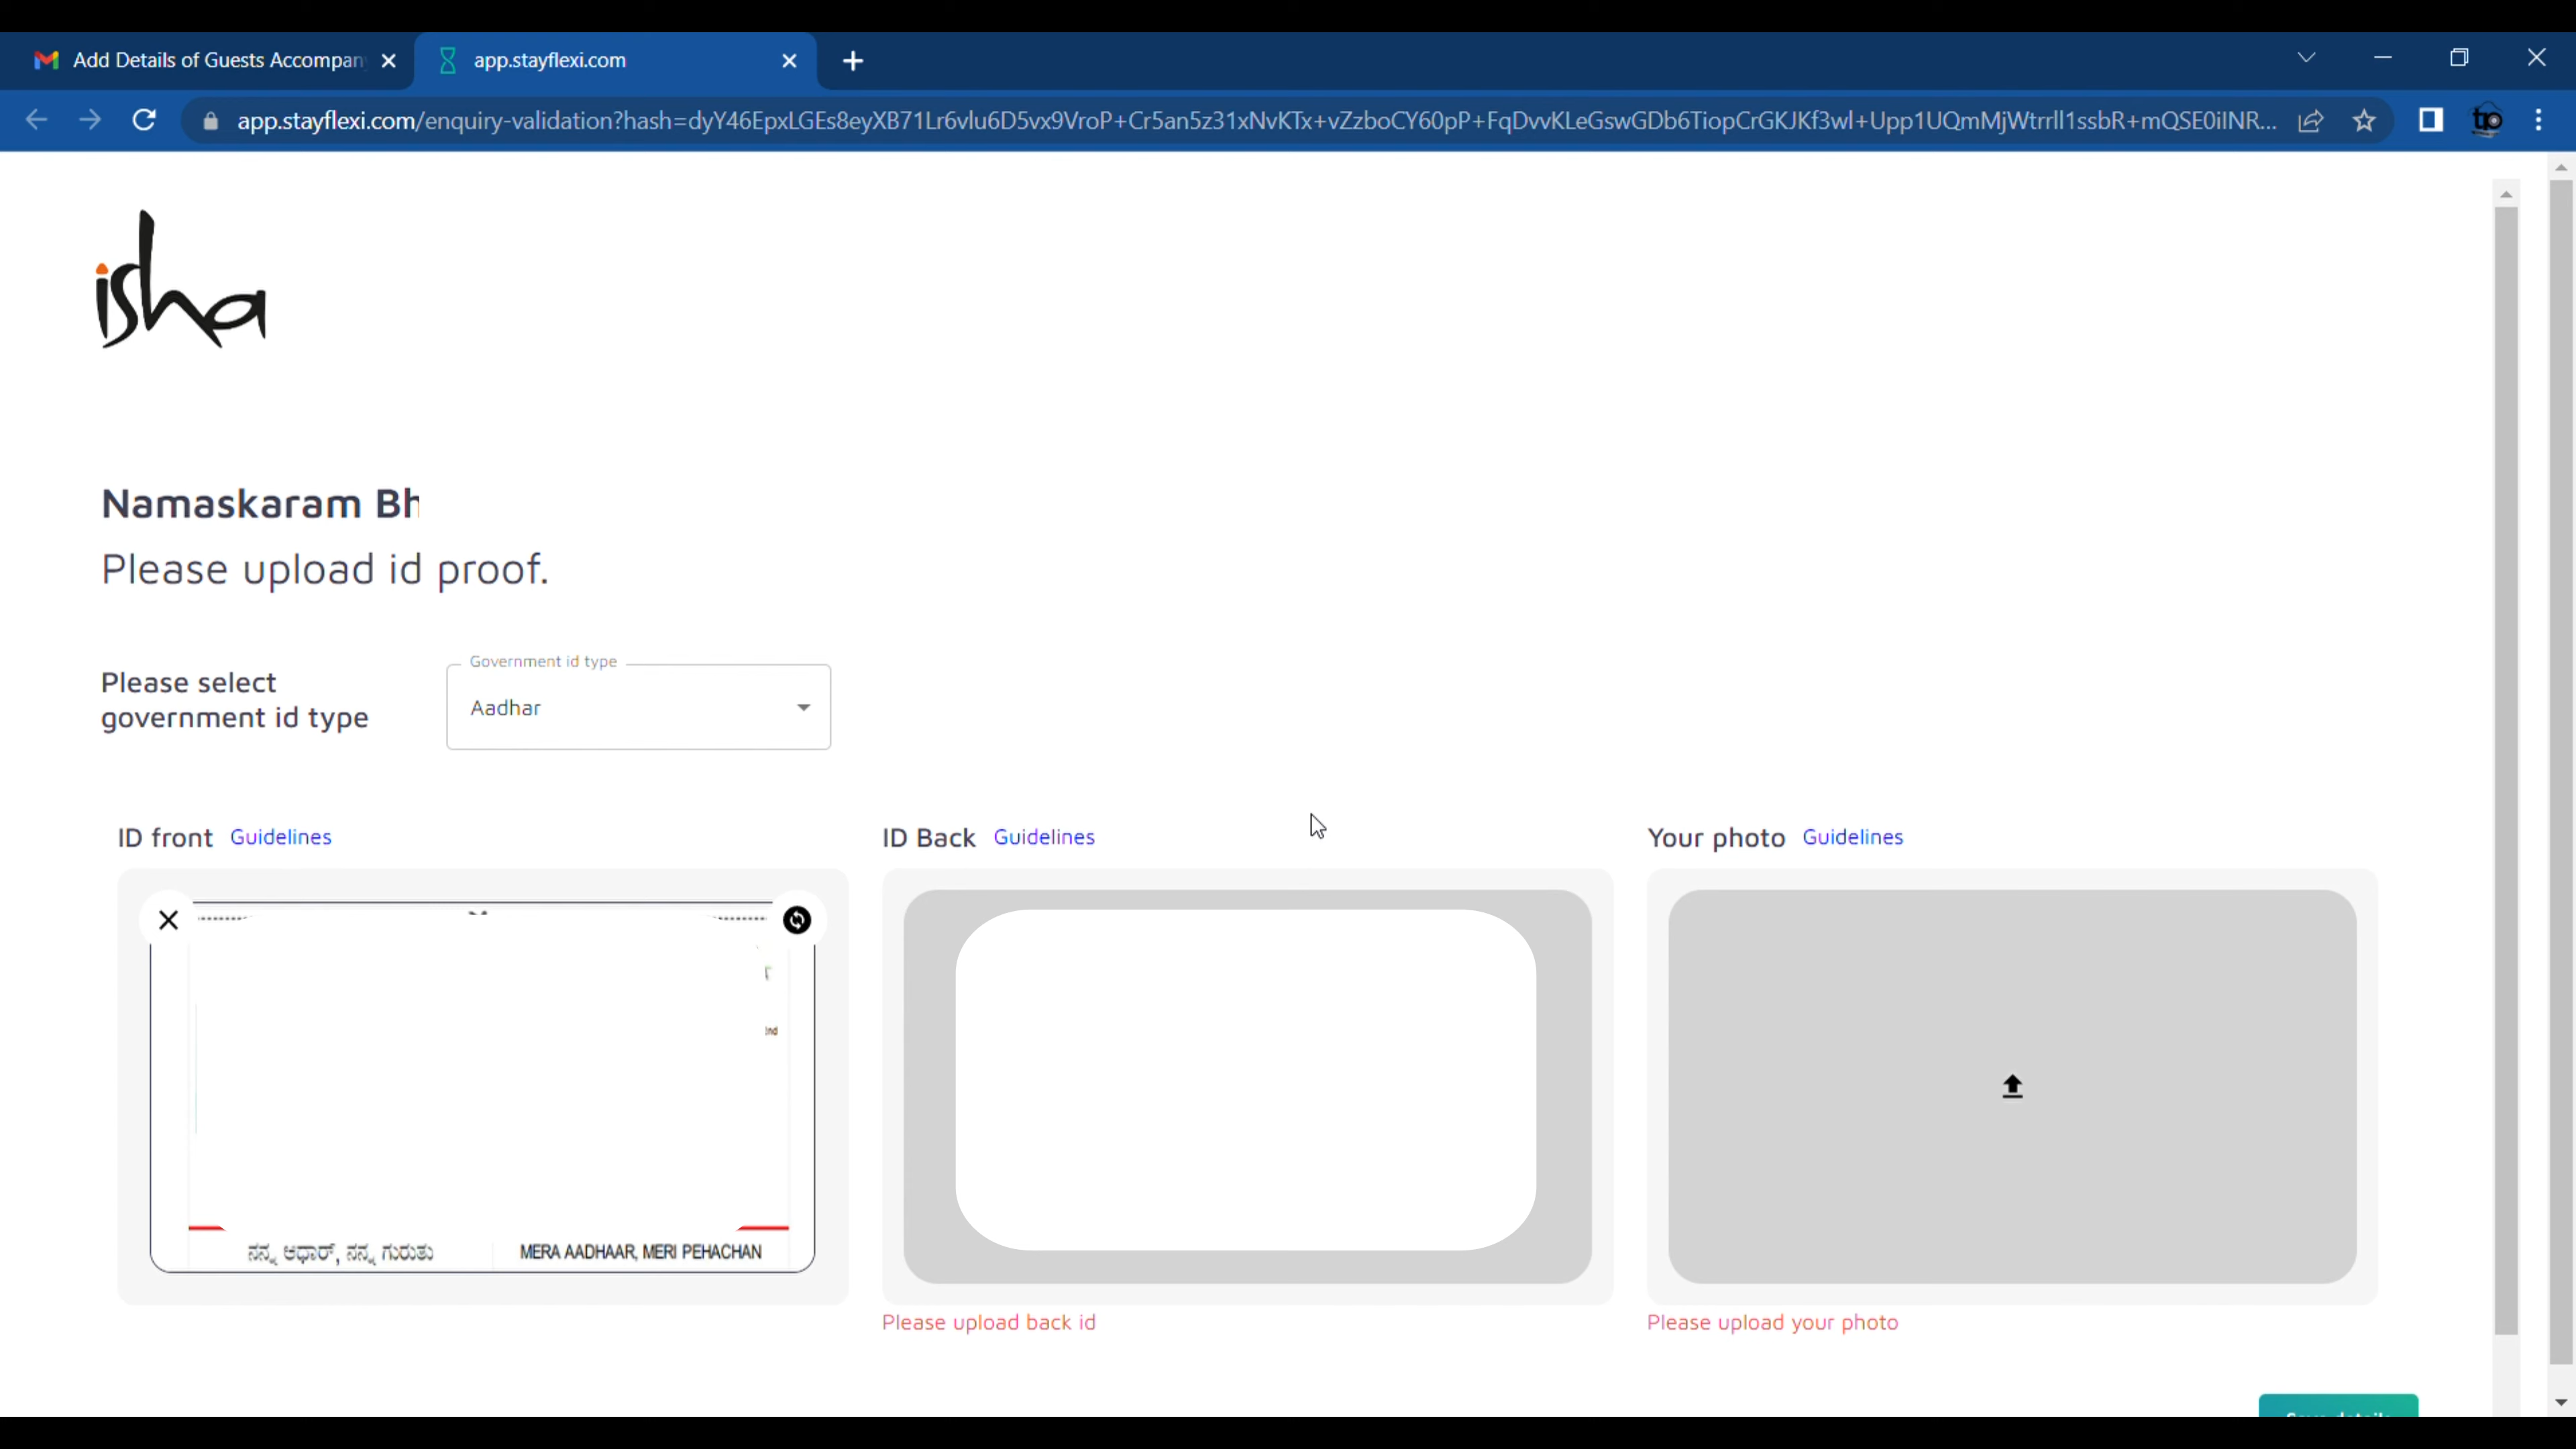 Add Details of Guests Accompan
app.stayflexi.com
app.stayflexi.com/enquiry-validation?hash=dyY46EpxLGEs8eyXB71Lr6vlu6D5vx9VroP+Cr5an5z31xNvKTx+vZzboCY60pP+FqDvvKLeGswGDb6TiopCrGKJKf3wl+Upp1UQmMjWtrrll1ssbR+mQSE0iINR...
isha
Namaskaram Bh
Please upload id proof.
Please select
government id type
Government id type
Aadhar
ID front Guidelines
ID Back Guidelines
Your photo Guidelines
ನನ್ನ ಆಧಾರ್, ನನ್ನ ಗುರುತು
MERA AADHAAR, MERI PEHACHAN
Please upload back id
Please upload your photo